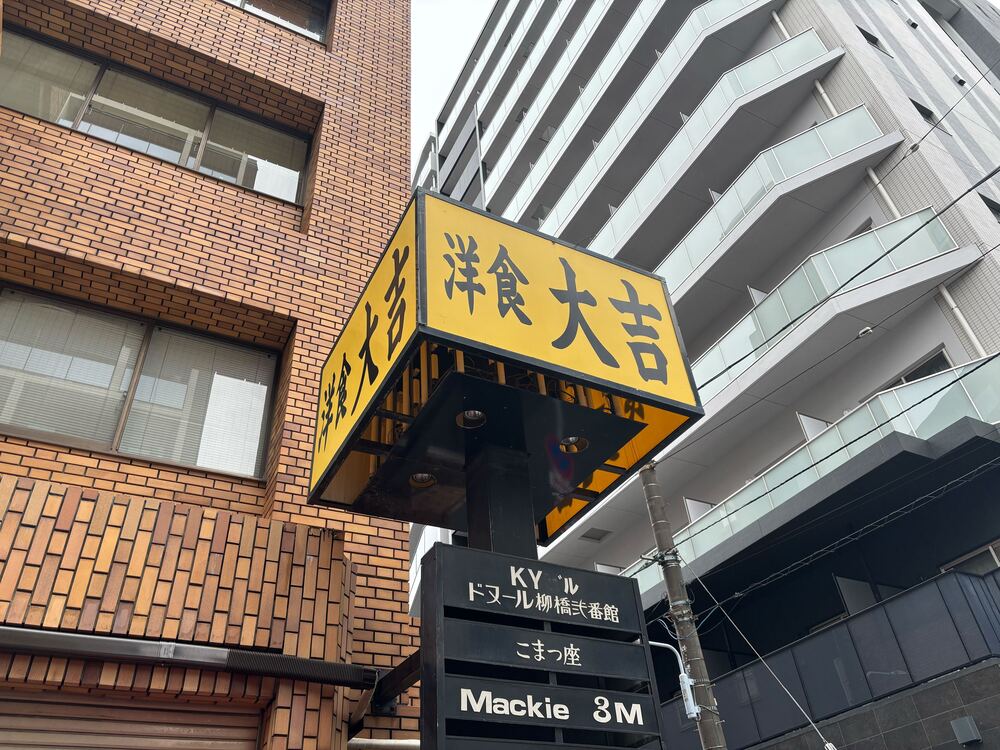 洋食 大吉
洋食 大吉
KY ゛ル
ドヌール柳橋弐番館
こまつ座
Mackie 3M